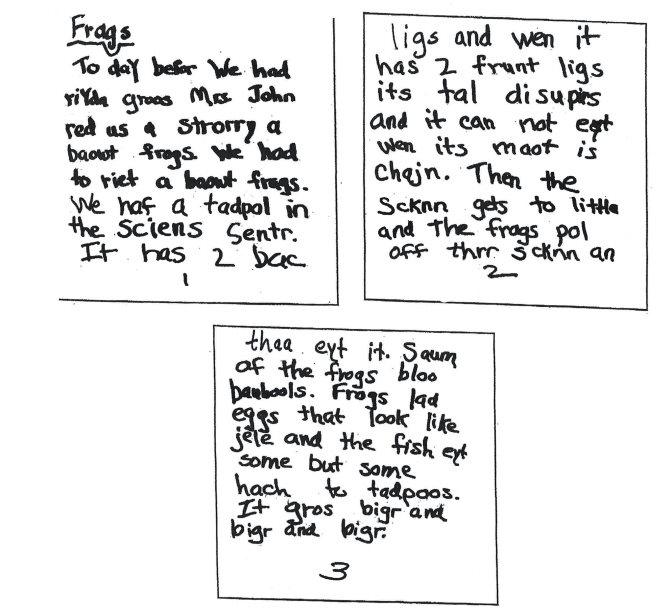 Frags
To day befor We had
riYda groos Mrs John
red us a strorry a
baowt frogs. We had
to riet a baowt frags.
We haf a tadpol in
the Sciens Sentr.
It has 2 bac
1
ligs and wen it
has 2 frunt ligs
its tal disupirs
and it can not eyt
wen its maot is
Chajn. Then the
Scknn gets to little
and the frags pol
off thrr scknn an
2
thaa eyt it. Saum
of the frogs bloo
baubools. Frogs lad
eggs that look like
jele and the fish eyt
some but some
hach to tadpoos.
It gros bigr and
bigr and bigr.
3